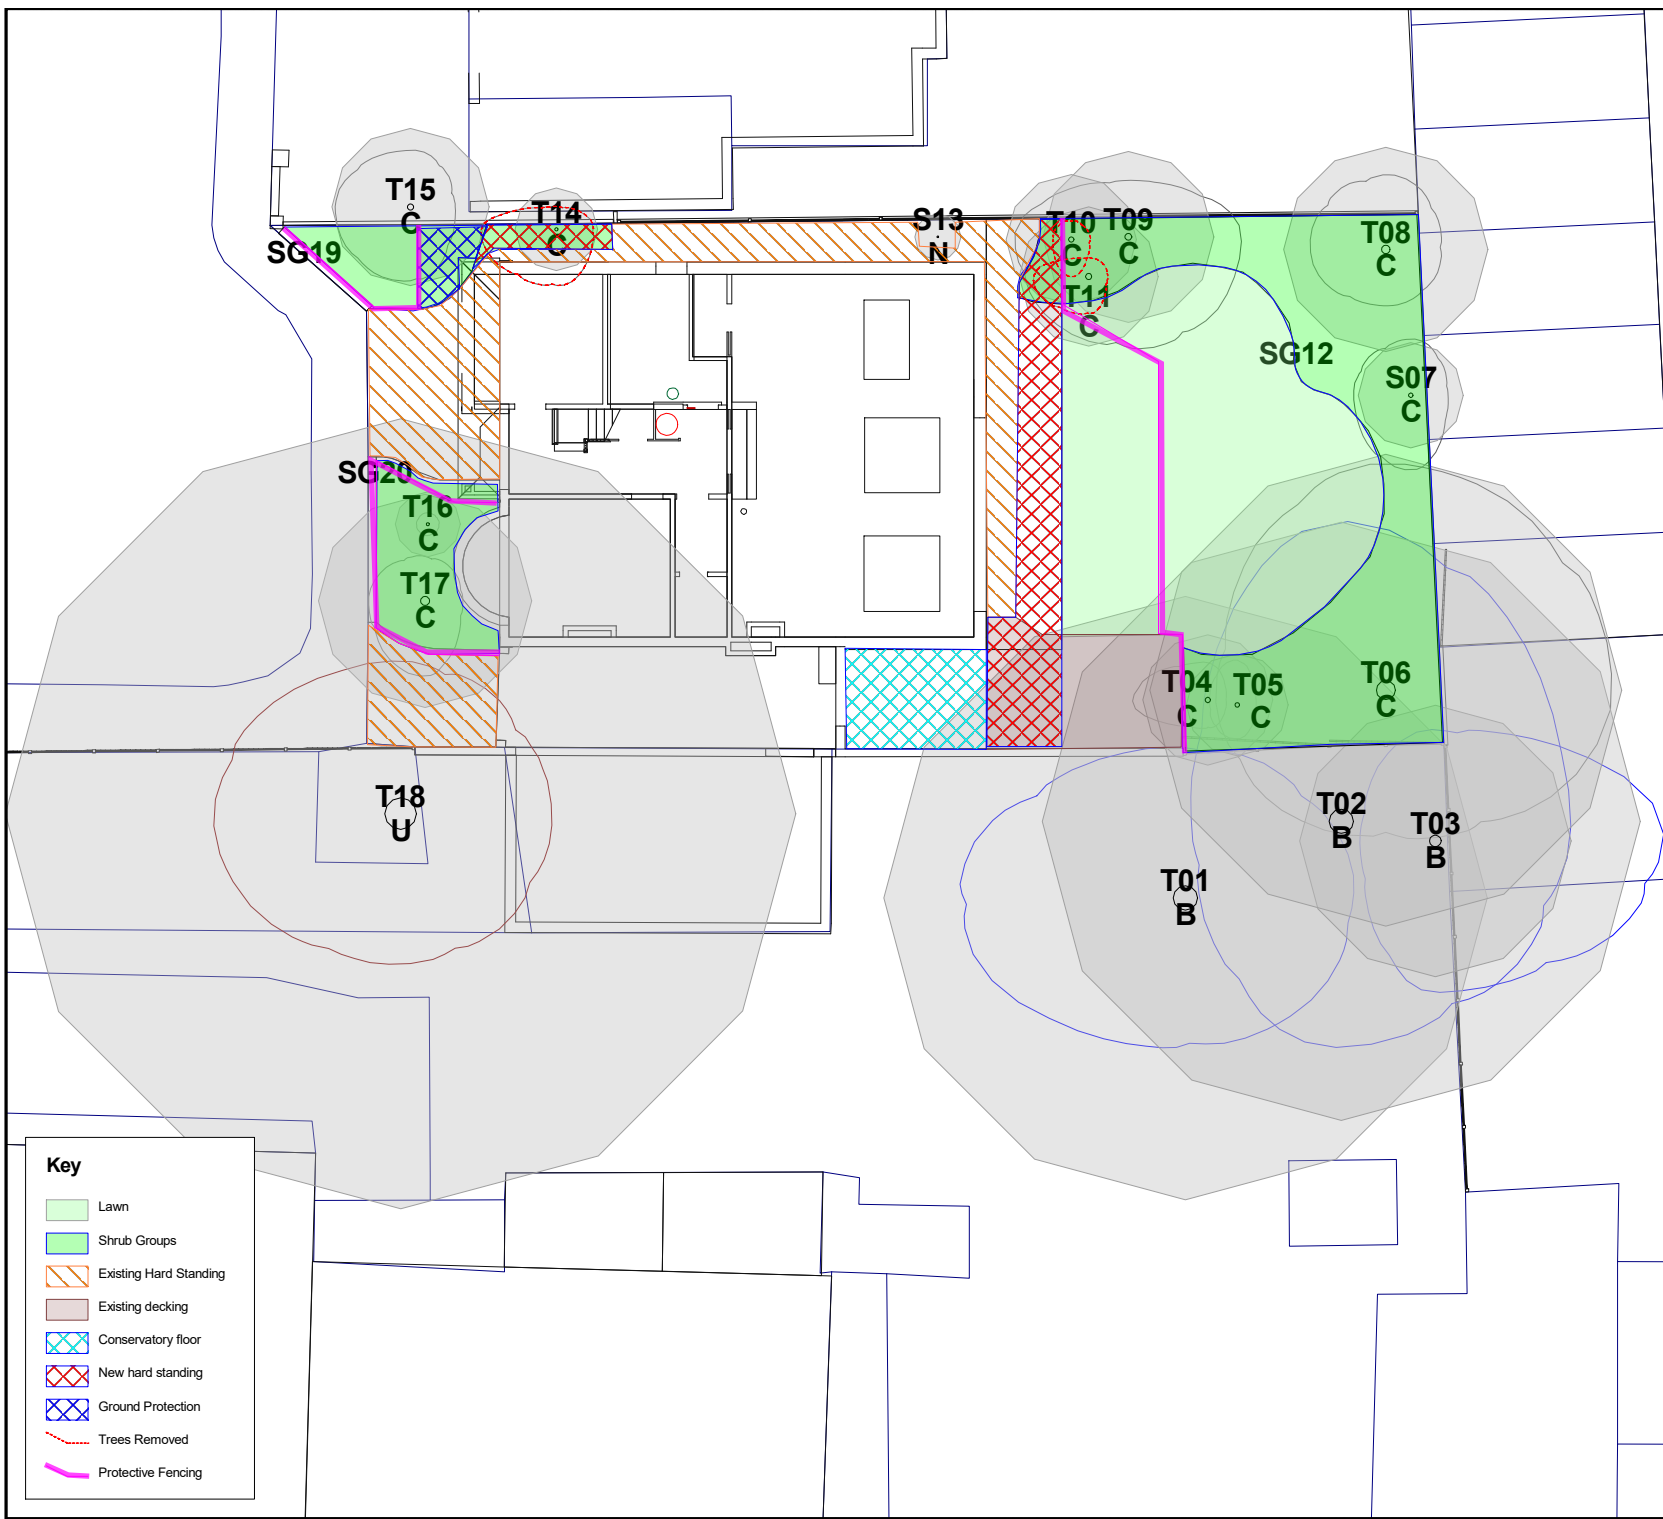 T15
C
SG19
T14
C
S13
N
T10
C
T09
C
T11
C
T08
C
SG12
S07
C
SG20
T16
C
T17
C
T04
C
T05
C
T06
C
T18
U
T02
B
T03
B
T01
B
Key
Lawn
Shrub Groups
Existing Hard Standing
Existing decking
Conservatory floor
New hard standing
Ground Protection
Trees Removed
Protective Fencing